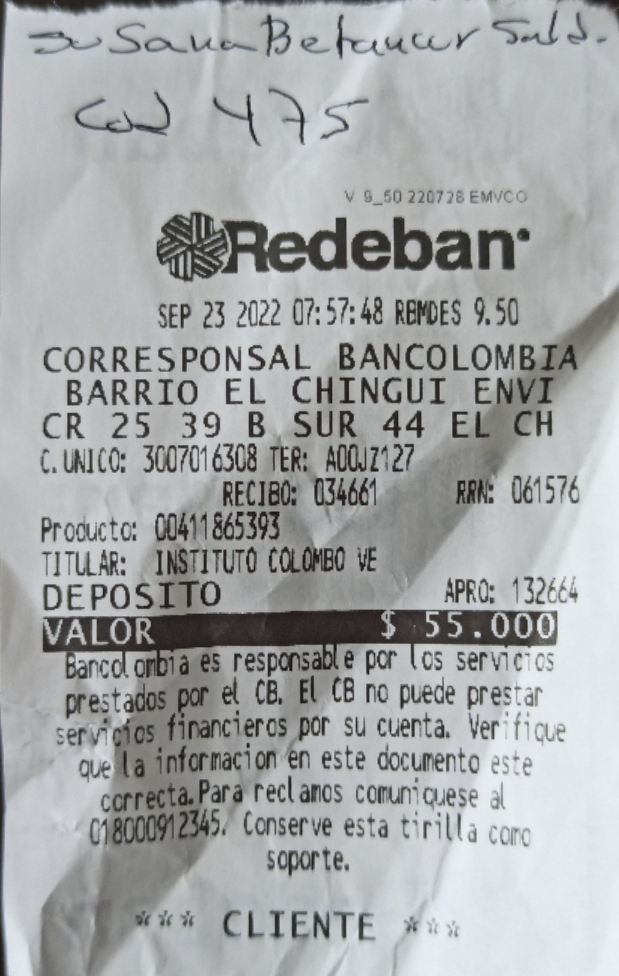 Susana Betancur
Cod 475
V 9_50 220728 EMVCO
Redeban
SEP 23 2022 07:57:48 RBMDES 9.50
CORRESPONSAL BANCOLOMBIA
BARRIO EL CHINGUI ENVI
CR 25 39 B SUR 44 EL CH
C.UNICO: 3007016308 TER: A00JZ127
RECIBO: 034661 RRN: 061576
Producto: 00411865393
TITULAR: INSTITUTO COLOMBO VE
DEPOSITO APRO: 132664
VALOR $ 55.000
Bancolombia es responsable por los servicios
prestados por el CB. El CB no puede prestar
servicios financieros por su cuenta. Verifique
que la informacion en este documento este
correcta.Para reclamos comuniquese al
018000912345. Conserve esta tirilla como
soporte.
*** CLIENTE ***